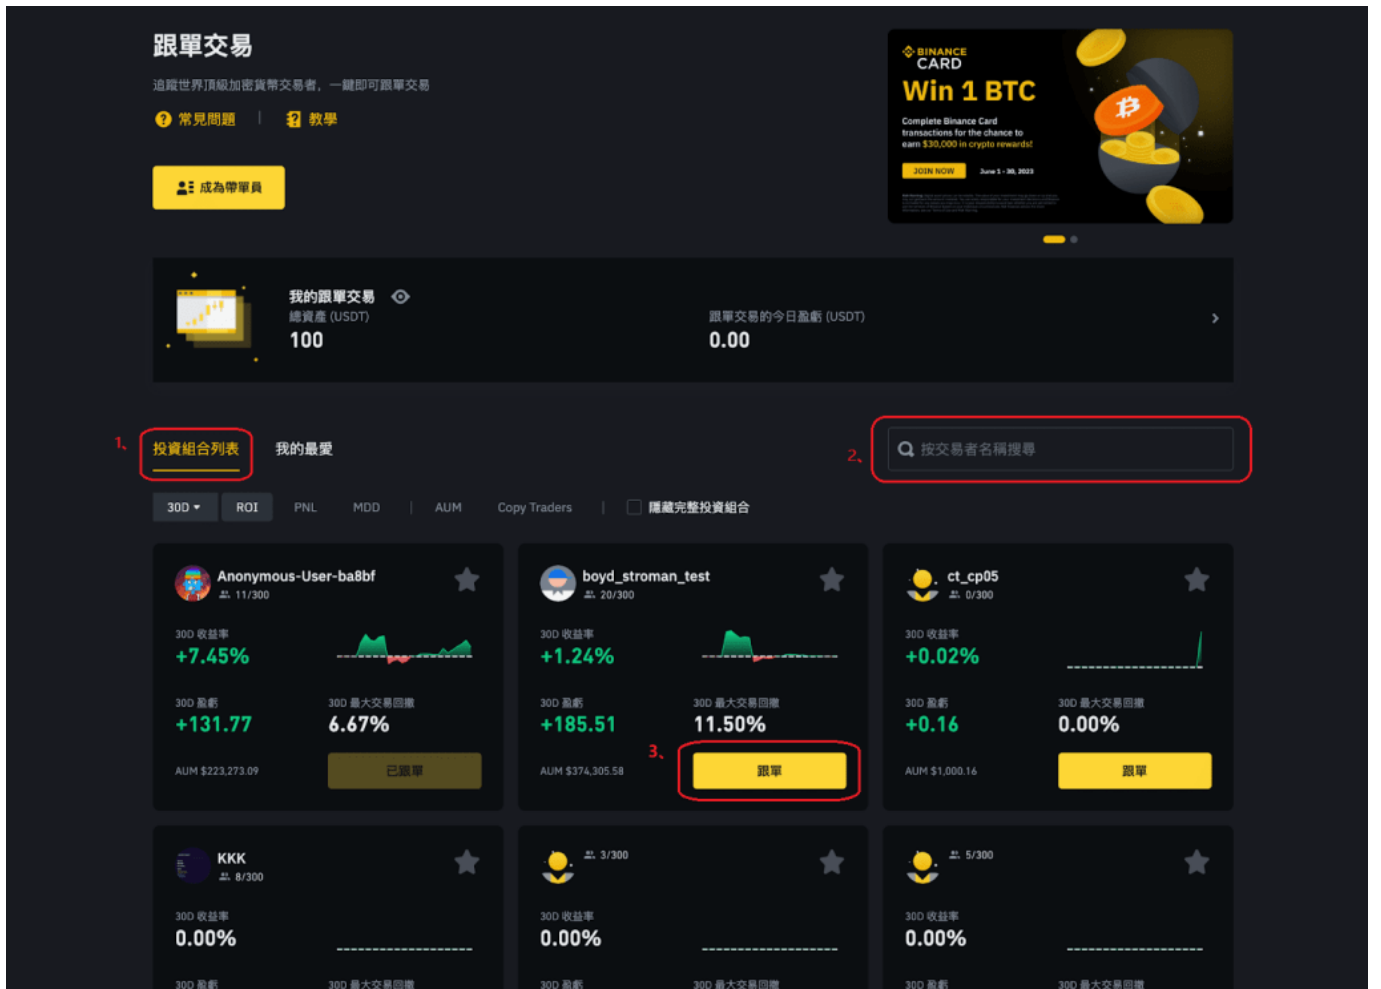 跟單交易
追蹤世界頂級加密貨幣交易者，一鍵即可跟單交易
常見問題 | 教學
成為帶單員
BINANCE
CARD
Win 1 BTC
Complete Binance Card
transactions for the chance to
earn $30,000 in crypto rewards!
JOIN NOW June 1 - 30, 2023
我的跟單交易
總資產 (USDT)
100
跟單交易的今日盈虧 (USDT)
0.00
1、 投資組合列表 我的最愛
2、 按交易者名稱搜尋
30D ROI PNL MDD | AUM Copy Traders | 隱藏完整投資組合
Anonymous-User-ba8bf
11/300
30D 收益率
+7.45%
30D 盈虧 30D 最大交易回撤
+131.77 6.67%
AUM $223,273.09 已跟單
boyd_stroman_test
20/300
30D 收益率
+1.24%
30D 盈虧 30D 最大交易回撤
+185.51 11.50%
3、
AUM $374,305.58 跟單
ct_cp05
0/300
30D 收益率
+0.02%
30D 盈虧 30D 最大交易回撤
+0.16 0.00%
AUM $1,000.16 跟單
KKK
8/300
30D 收益率
0.00%
30D 盈虧 30D 最大交易回撤
3/300
30D 收益率
0.00%
30D 盈虧 30D 最大交易回撤
5/300
30D 收益率
0.00%
30D 盈虧 30D 最大交易回撤